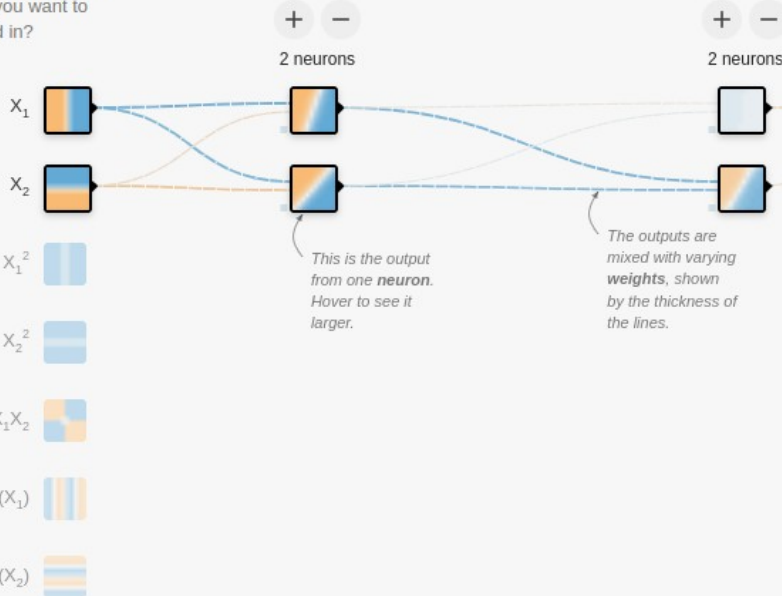 you want to
d in?
+ − + −
2 neurons
2 neurons
X1
X2
X1²
X2²
X1X2
(X1)
(X2)
This is the output
from one neuron.
Hover to see it
larger.
The outputs are
mixed with varying
weights, shown
by the thickness of
the lines.